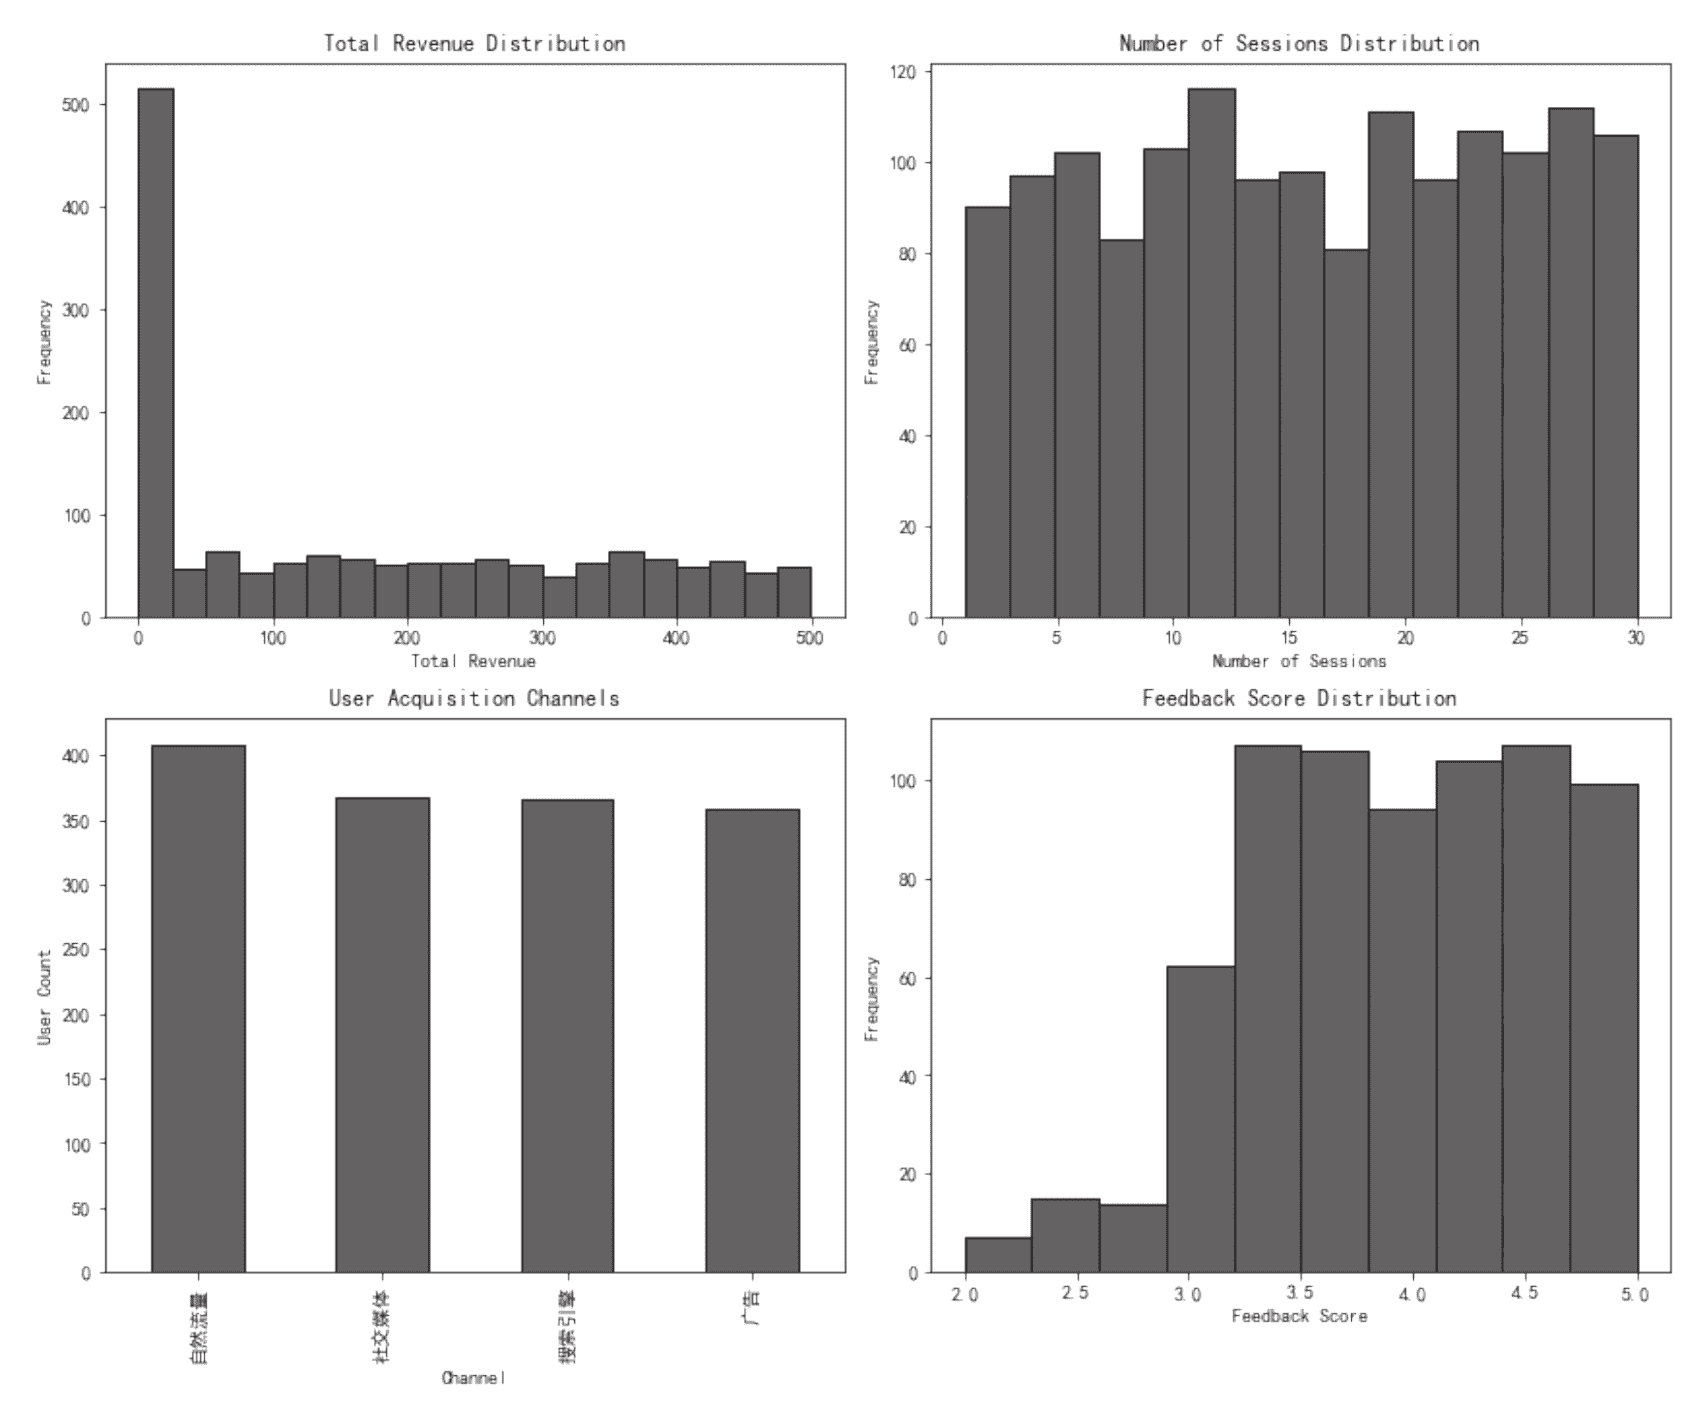 Total Revenue Distribution
Frequency
500
400
300
200
100
0
0 100 200 300 400 500
Total Revenue
Number of Sessions Distribution
Frequency
120
100
80
60
40
20
0
0 5 10 15 20 25 30
Number of Sessions
User Acquisition Channels
User Count
400
350
300
250
200
150
100
50
0
自然流量
社交媒体
搜索引擎
广告
Channel
Feedback Score Distribution
Frequency
100
80
60
40
20
0
2.0 2.5 3.0 3.5 4.0 4.5 5.0
Feedback Score